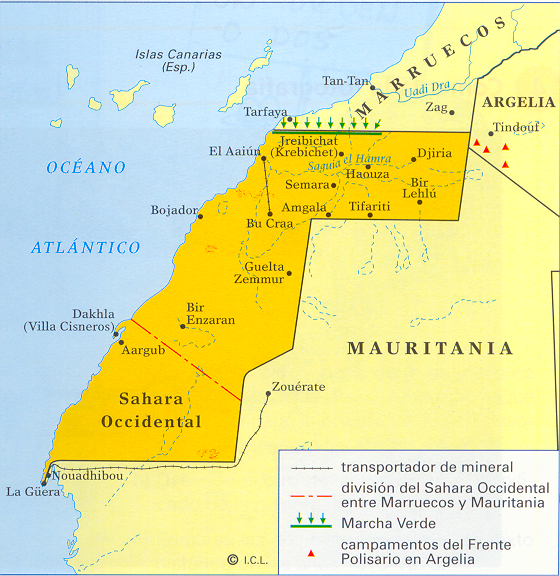 Islas Canarias
(Esp.)
MARRUECOS
Tan-Tan
Uadi Dra
Zag
ARGELIA
Tarfaya
Tindouf
OCÉANO
ATLÁNTICO
El Aaiún
Jreibichat
(Krebichet)
Saguia el Hamra
Djiria
Haouza
Semara
Bir
Lehlú
Bojador
Bu Craa
Amgala
Tifariti
Guelta
Zemmur
Dakhla
(Villa Cisneros)
Bir
Enzaran
Aargub
MAURITANIA
Zouérate
Sahara
Occidental
Nouadhibou
La Güera
transportador de mineral
división del Sahara Occidental
entre Marruecos y Mauritania
Marcha Verde
campamentos del Frente
Polisario en Argelia
© I.C.L.